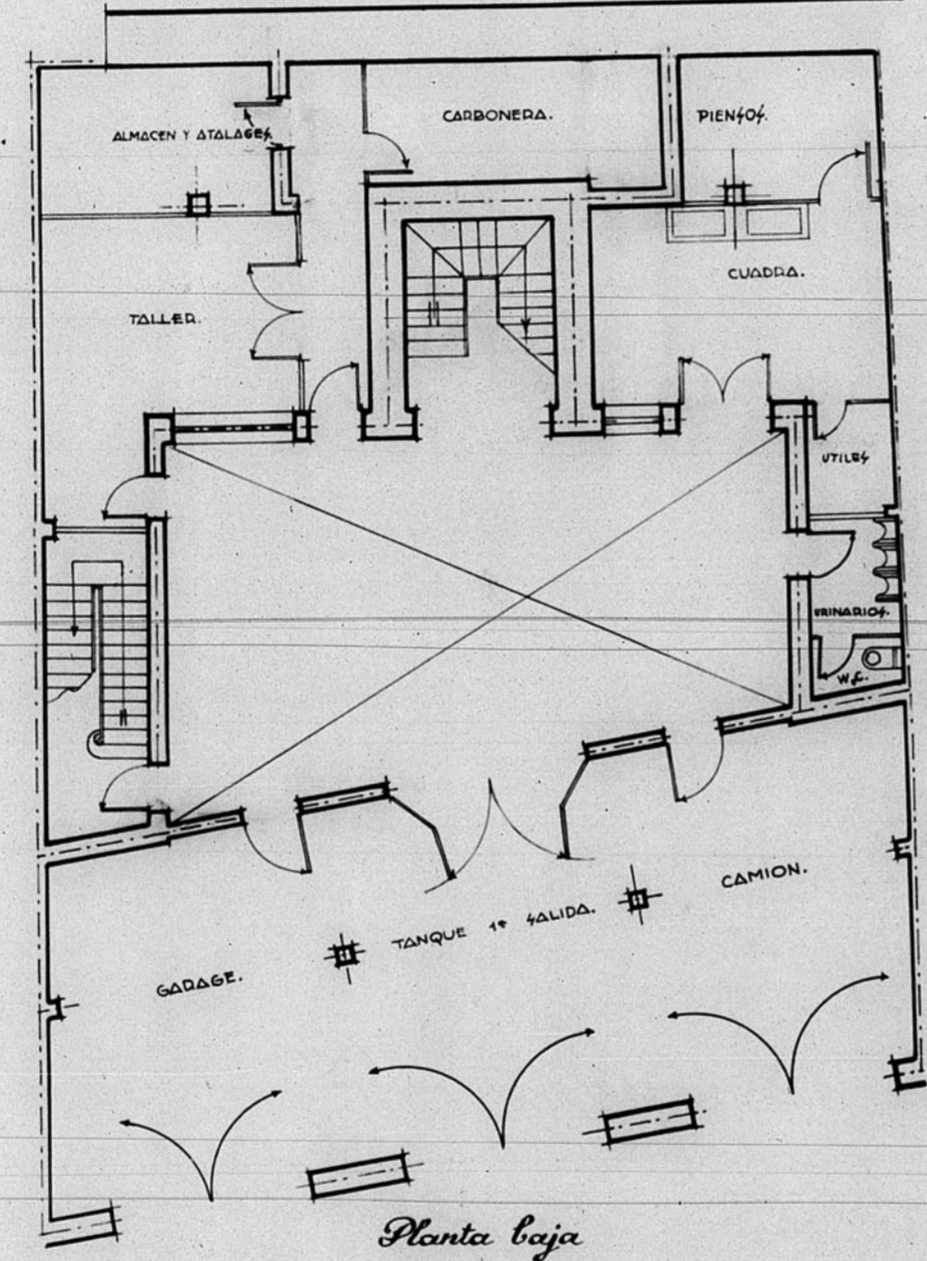 ALMACEN Y ATALAGES.
CARBONERA.
PIENSOS.
TALLER.
CUADRA.
UTILES
URINARIOS.
W.C.
CAMION.
TANQUE 1ª SALIDA.
GARAGE.
Planta baja